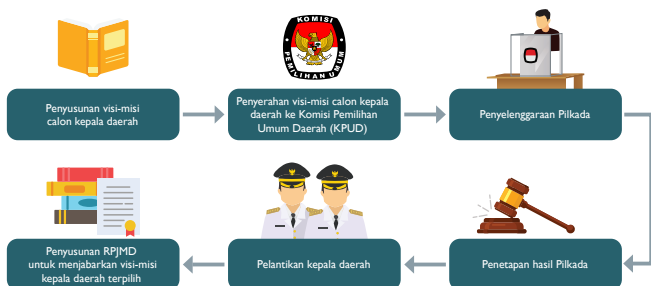 KOMISI
PEMILIHAN UMUM
Penyusunan visi-misi
calon kepala daerah
Penyerahan visi-misi calon kepala
daerah ke Komisi Pemilihan
Umum Daerah (KPUD)
Penyelenggaraan Pilkada
Penyusunan RPJMD
untuk menjabarkan visi-misi
kepala daerah terpilih
Pelantikan kepala daerah
Penetapan hasil Pilkada